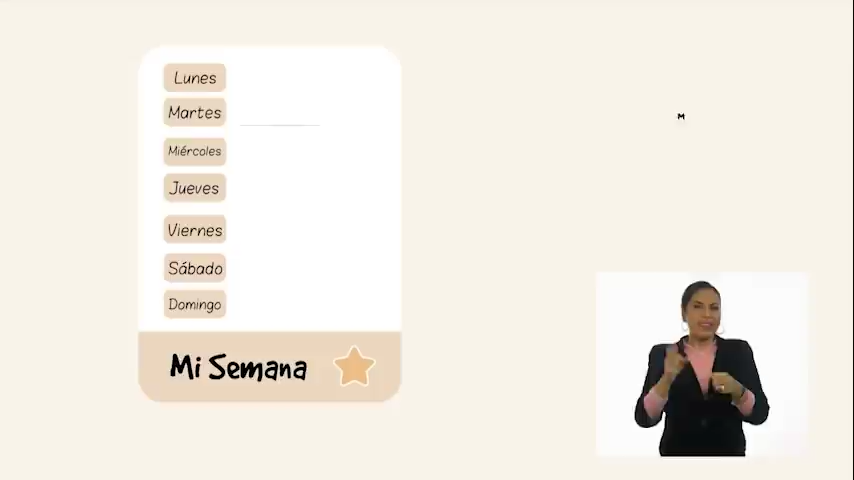 Lunes
Martes
Miércoles
Jueves
Viernes
Sábado
Domingo
Mi Semana
M